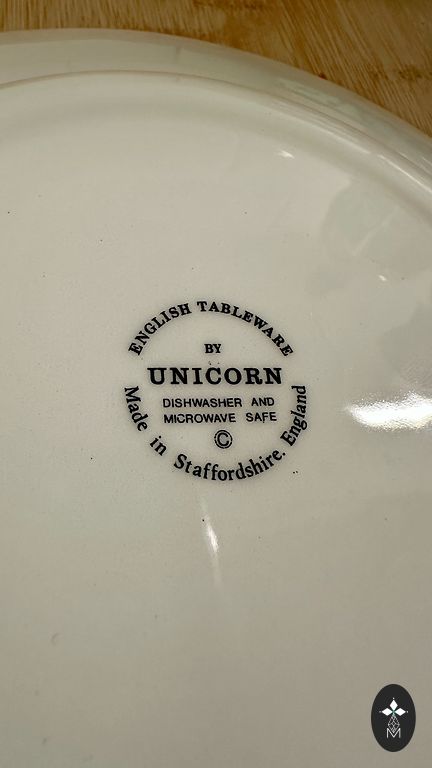 ENGLISH TABLEWARE
BY
UNICORN
DISHWASHER AND
MICROWAVE SAFE
©
Made in Staffordshire. England